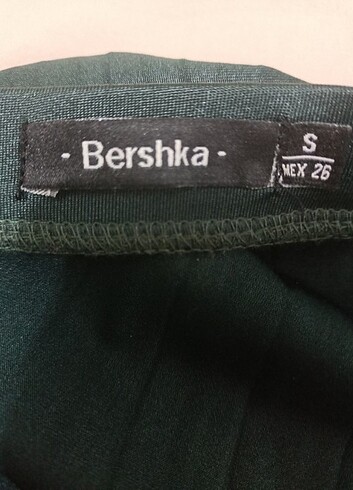 · Bershka ·
S
MEX 26